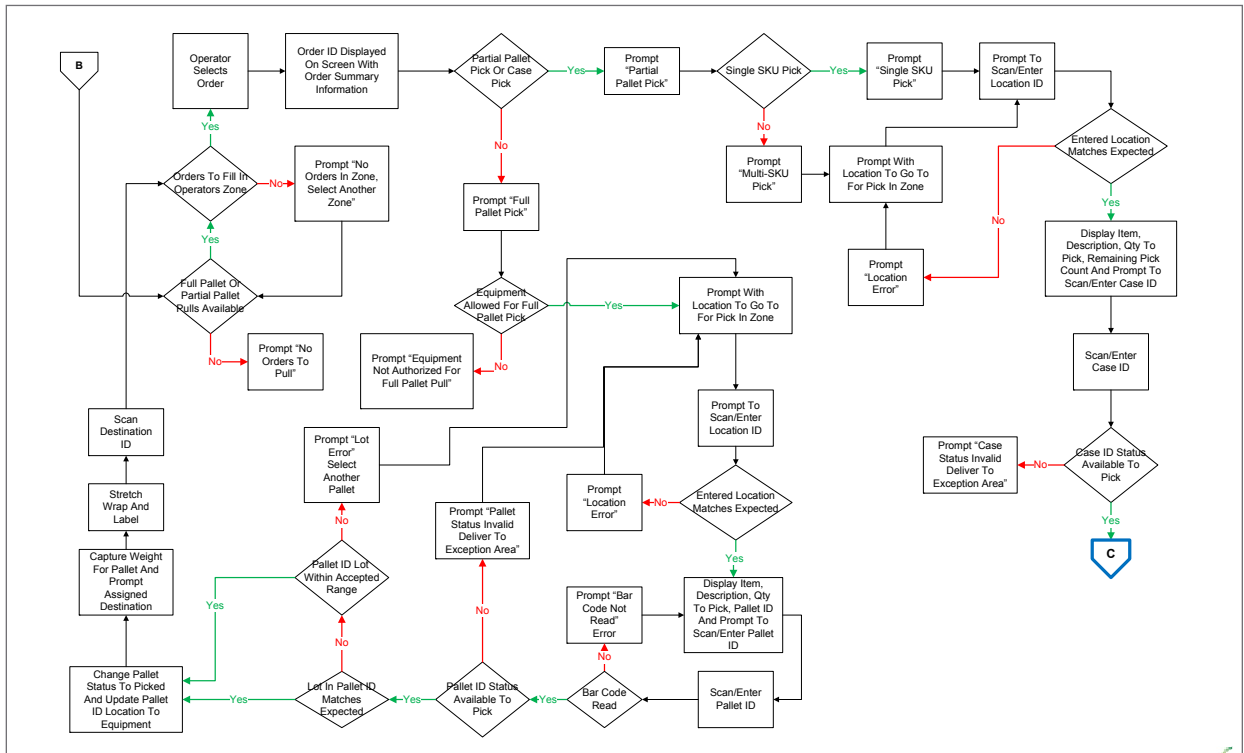 B
Operator
Selects
Order
Order ID Displayed
On Screen With
Order Summary
Information
Partial Pallet
Pick Or Case
Pick
Yes
Prompt
"Partial
Pallet Pick"
Single SKU Pick
Yes
Prompt
"Single SKU
Pick"
Prompt To
Scan/Enter
Location ID
Yes
No
No
Orders To Fill In
Operators Zone
No
Prompt "No
Orders In Zone,
Select Another
Zone"
Prompt "Full
Pallet Pick"
Prompt
"Multi-SKU
Pick"
Prompt With
Location To Go To
For Pick In Zone
Entered Location
Matches Expected
Yes
No
Yes
Full Pallet Or
Partial Pallet
Pulls Available
No
Prompt "No
Orders To
Pull"
Equipment
Allowed For Full
Pallet Pick
Yes
No
Prompt "Equipment
Not Authorized For
Full Pallet Pull"
Prompt With
Location To Go To
For Pick In Zone
Prompt
"Location
Error"
Display Item,
Description, Qty To
Pick, Remaining Pick
Count And Prompt To
Scan/Enter Case ID
Scan/Enter
Case ID
Prompt To
Scan/Enter
Location ID
Scan
Destination
ID
Prompt "Lot
Error"
Select
Another
Pallet
No
Prompt "Case
Status Invalid
Deliver To
Exception Area"
No
Case ID Status
Available To
Pick
Yes
C
Stretch
Wrap And
Label
Prompt "Pallet
Status Invalid
Deliver To
Exception Area"
Prompt
"Location
Error"
No
Entered Location
Matches Expected
Yes
Capture Weight
For Pallet And
Prompt
Assigned
Destination
Pallet ID Lot
Within Accepted
Range
Yes
No
No
Prompt "Bar
Code Not
Read"
Error
No
Display Item,
Description, Qty
To Pick, Pallet ID
And Prompt To
Scan/Enter Pallet
ID
Change Pallet
Status To Picked
And Update Pallet
ID Location To
Equipment
Yes
Lot In Pallet ID
Matches
Expected
Yes
Pallet ID Status
Available To
Pick
Yes
Bar Code
Read
Scan/Enter
Pallet ID